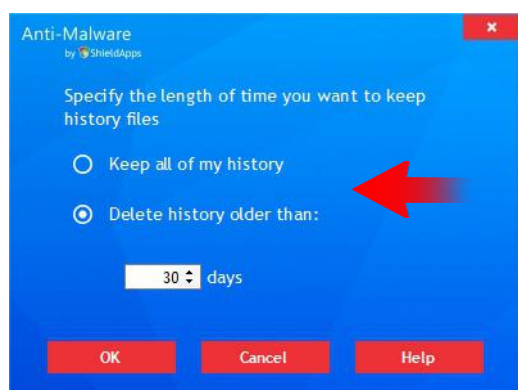 Anti-Malware
by ShieldApps
Specify the length of time you want to keep
history files
Keep all of my history
Delete history older than:
30 days
OK Cancel Help